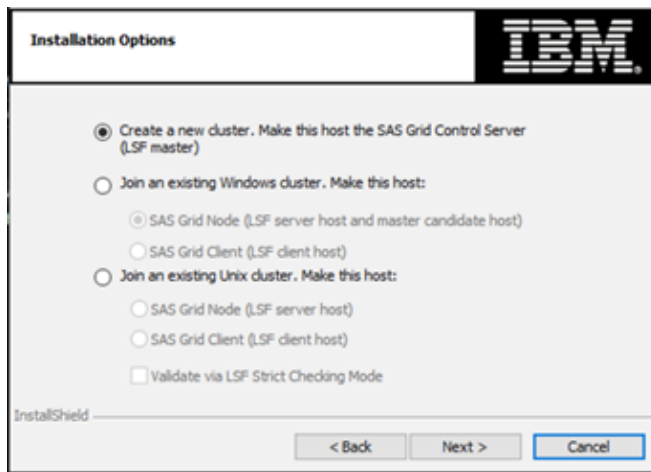 Installation Options
IBM.
Create a new cluster. Make this host the SAS Grid Control Server
(LSF master)
Join an existing Windows cluster. Make this host:
SAS Grid Node (LSF server host and master candidate host)
SAS Grid Client (LSF client host)
Join an existing Unix cluster. Make this host:
SAS Grid Node (LSF server host)
SAS Grid Client (LSF client host)
Validate via LSF Strict Checking Mode
InstallShield
< Back
Next >
Cancel